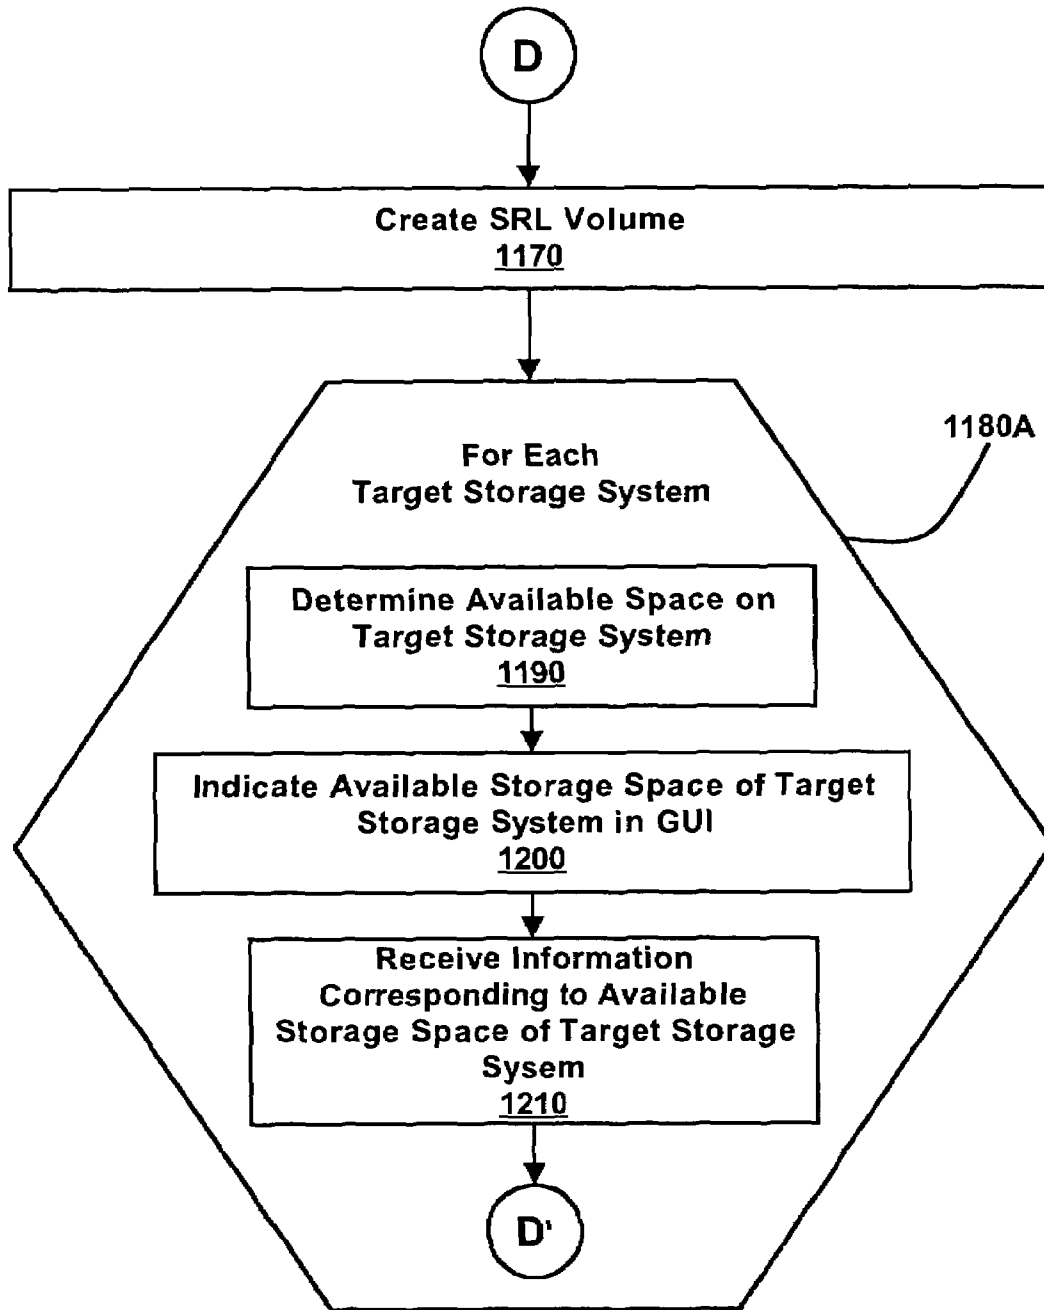 D
Create SRL Volume
1170
1180A
For Each
Target Storage System
Determine Available Space on
Target Storage System
1190
Indicate Available Storage Space of Target
Storage System in GUI
1200
Receive Information
Corresponding to Available
Storage Space of Target Storage
Sysem
1210
D'